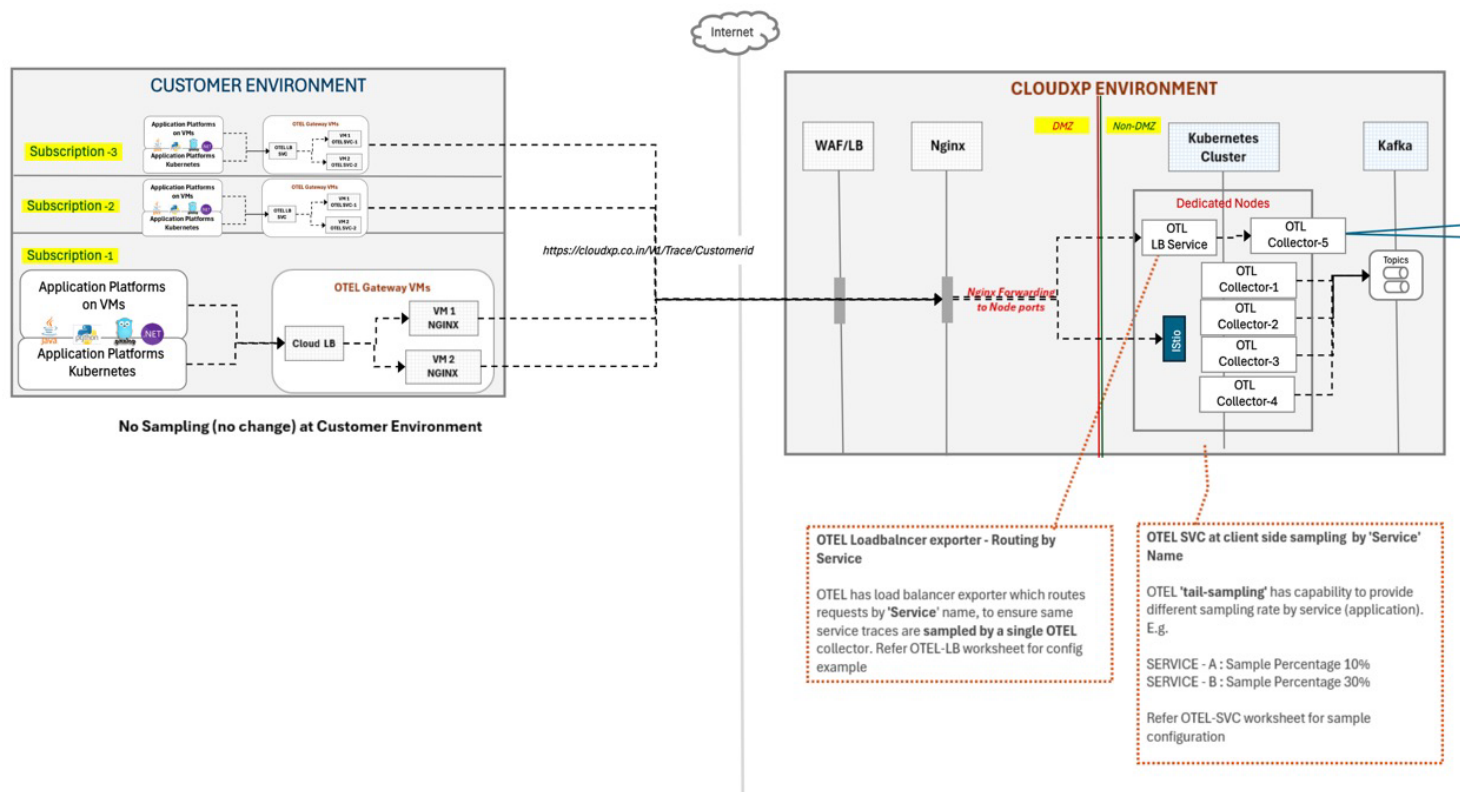 Internet
CUSTOMER ENVIRONMENT
Subscription -3
Application Platforms
on VMs
Java
python
GO
.NET
Application Platforms
Kubernetes
OTEL Gateway VMs
OTEL LB
SVC
VM 1
OTEL SVC-1
VM 2
OTEL SVC-2
Subscription -2
Application Platforms
on VMs
Application Platforms
Kubernetes
OTEL Gateway VMs
OTEL LB
SVC
VM 1
OTEL SVC-1
VM 2
OTEL SVC-2
Subscription -1
Application Platforms
on VMs
Java
python
.NET
Application Platforms
Kubernetes
OTEL Gateway VMs
Cloud LB
VM 1
NGINX
VM 2
NGINX
No Sampling (no change) at Customer Environment
https://cloudxp.co.in/V1/Trace/Customerid
CLOUDXP ENVIRONMENT
DMZ
Non-DMZ
WAF/LB
Nginx
Kubernetes
Cluster
Kafka
Dedicated Nodes
OTL
LB Service
OTL
Collector-5
OTL
Collector-1
OTL
Collector-2
OTL
Collector-3
OTL
Collector-4
Topics
Nginx Forwarding
to Node ports
IStio
OTEL Loadbalncer exporter - Routing by
Service
OTEL has load balancer exporter which routes
requests by 'Service' name, to ensure same
service traces are sampled by a single OTEL
collector. Refer OTEL-LB worksheet for config
example
OTEL SVC at client side sampling by 'Service'
Name
OTEL 'tail-sampling' has capability to provide
different sampling rate by service (application).
E.g.
SERVICE - A : Sample Percentage 10%
SERVICE - B : Sample Percentage 30%
Refer OTEL-SVC worksheet for sample
configuration